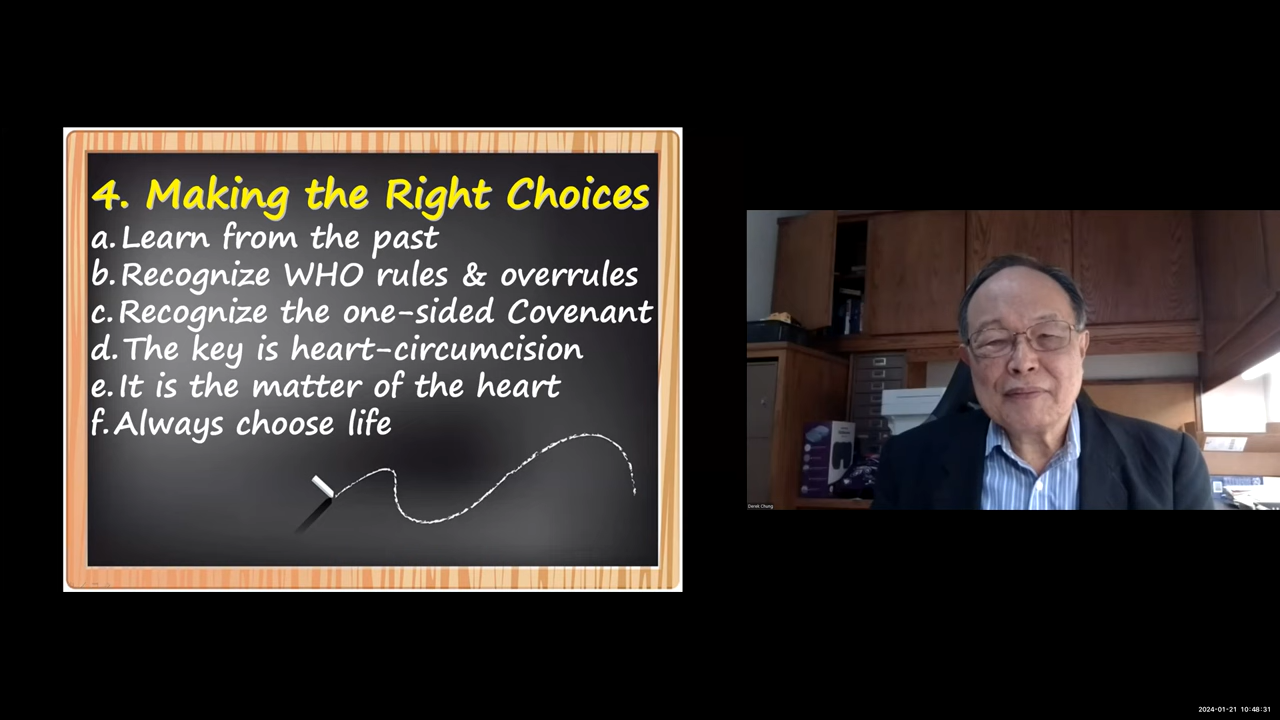 4. Making the Right Choices
a. Learn from the past
b. Recognize WHO rules & overrules
c. Recognize the one-sided Covenant
d. The key is heart-circumcision
e. It is the matter of the heart
f. Always choose life
Derek Chung
2024-01-21 10:48:31